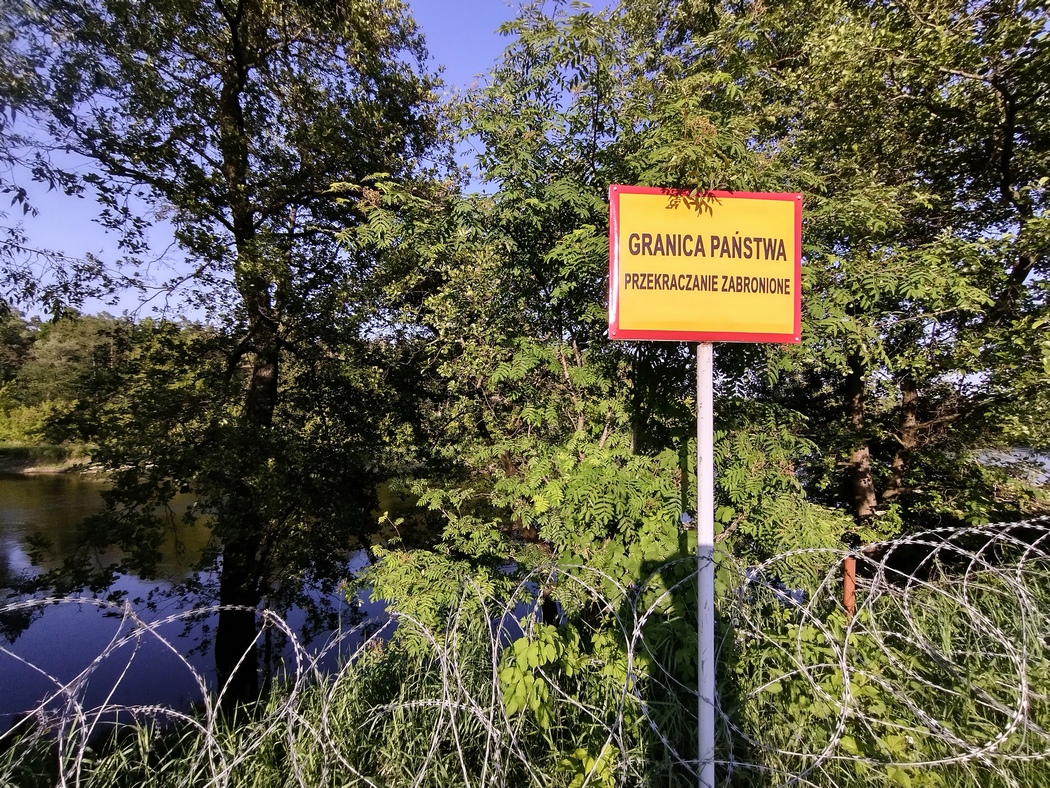 GRANICA PAŃSTWA
PRZEKRACZANIE ZABRONIONE